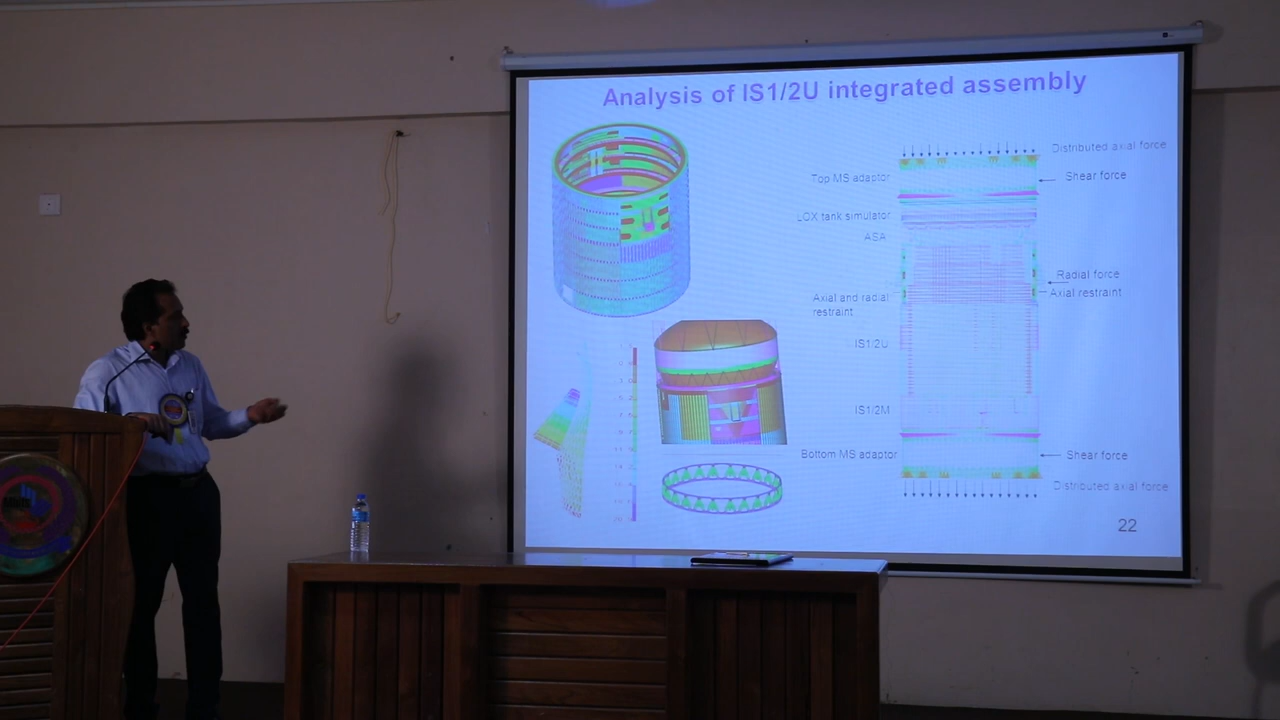 Analysis of IS1/2U integrated assembly
Distributed axial force
Top MS adaptor
Shear force
LOX tank simulator
ASA
Radial force
Axial restraint
Axial and radial
restraint
IS1/2U
IS1/2M
Bottom MS adaptor
Shear force
Distributed axial force
22